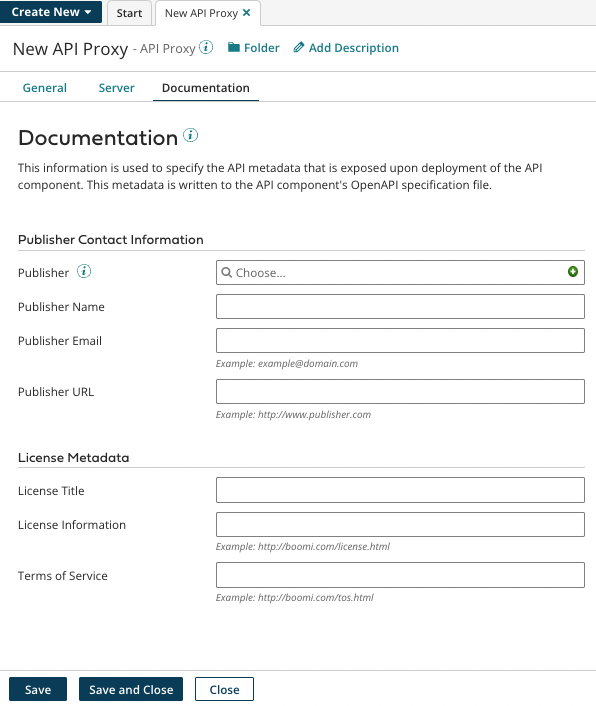 Create New
Start
New API Proxy
New API Proxy - API Proxy Folder Add Description
General Server Documentation
Documentation
This information is used to specify the API metadata that is exposed upon deployment of the API
component. This metadata is written to the API component's OpenAPI specification file.
Publisher Contact Information
Publisher Choose...
Publisher Name
Publisher Email
Example: example@domain.com
Publisher URL
Example: http://www.publisher.com
License Metadata
License Title
License Information
Example: http://boomi.com/license.html
Terms of Service
Example: http://boomi.com/tos.html
Save Save and Close Close